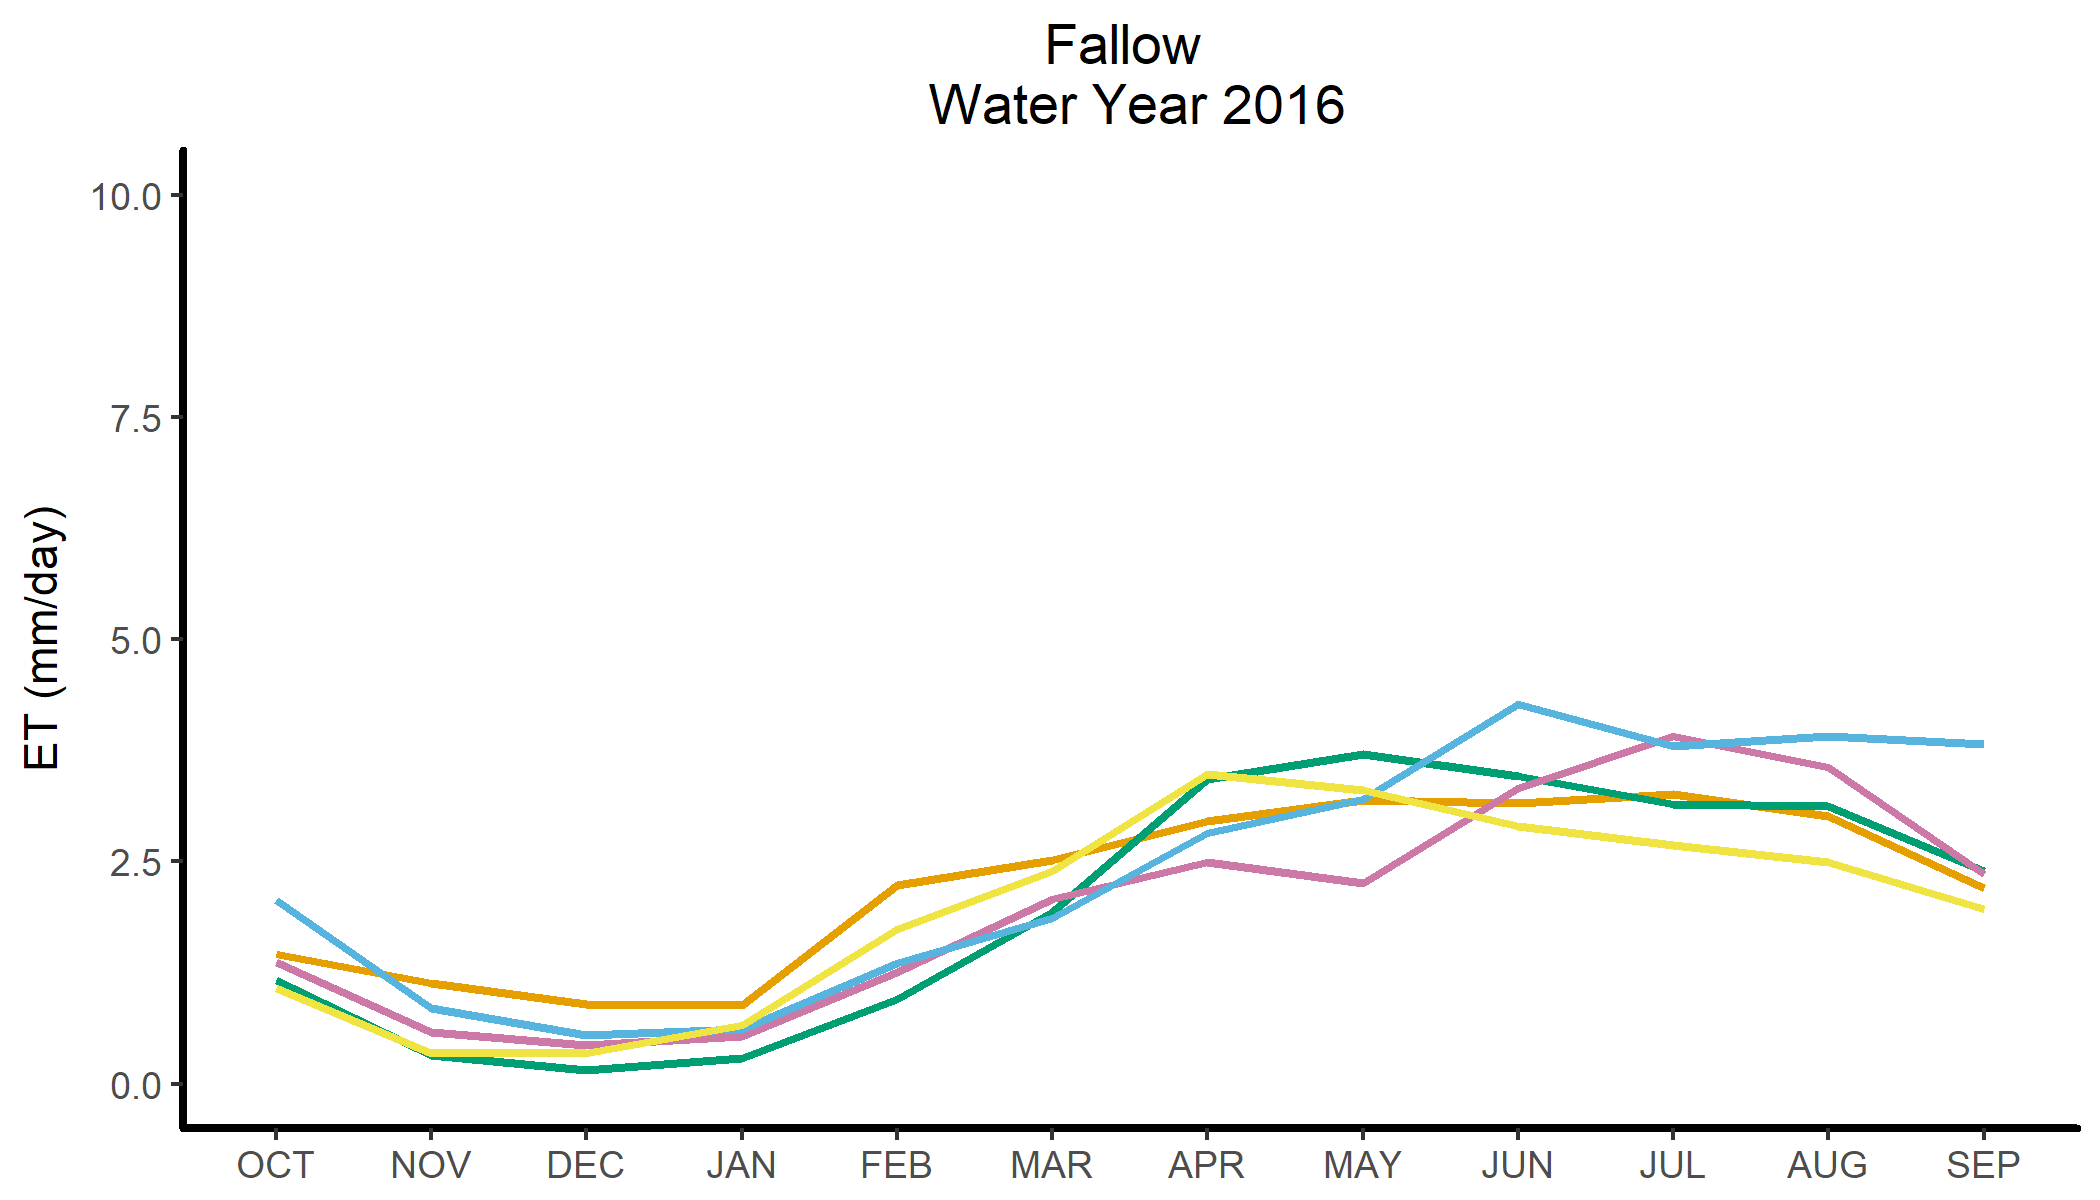 Fallow
Water Year 2016
ET (mm/day)
10.0
7.5
5.0
2.5
0.0
OCT NOV DEC JAN FEB MAR APR MAY JUN JUL AUG SEP